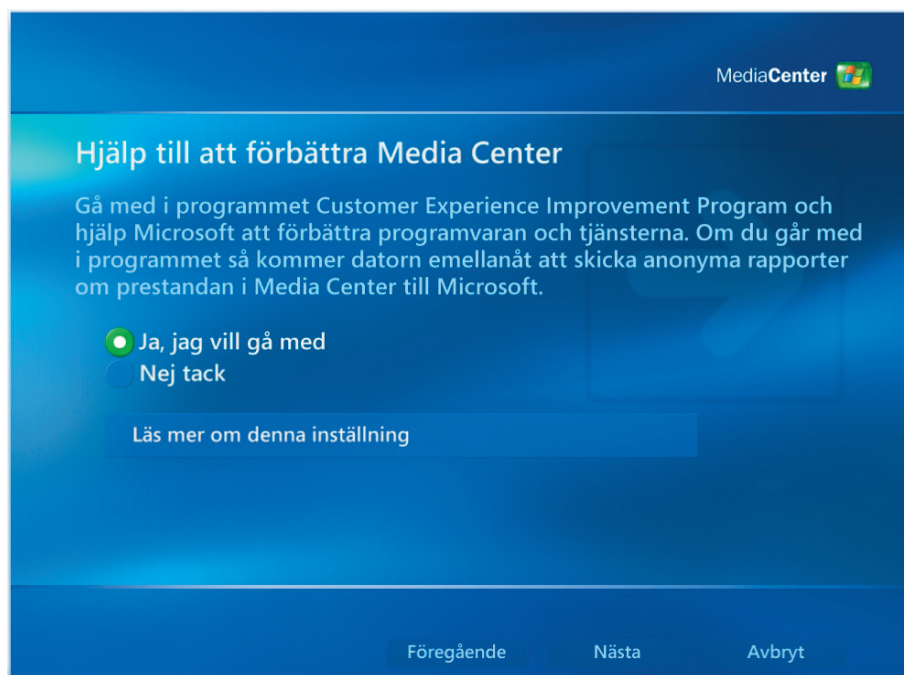 MediaCenter
Hjälp till att förbättra Media Center
Gå med i programmet Customer Experience Improvement Program och
hjälp Microsoft att förbättra programvaran och tjänsterna. Om du går med
i programmet så kommer datorn emellanåt att skicka anonyma rapporter
om prestandan i Media Center till Microsoft.
Ja, jag vill gå med
Nej tack
Läs mer om denna inställning
Föregående Nästa Avbryt